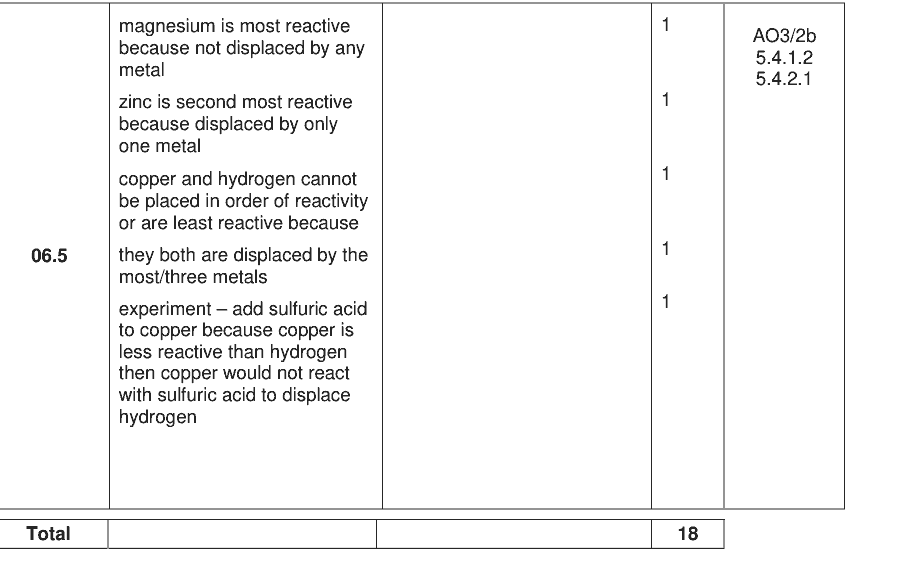 magnesium is most reactive
because not displaced by any
metal
1
AO3/2b
5.4.1.2
5.4.2.1
zinc is second most reactive
because displaced by only
one metal
1
copper and hydrogen cannot
be placed in order of reactivity
or are least reactive because
1
06.5
they both are displaced by the
most/three metals
1
experiment – add sulfuric acid
to copper because copper is
less reactive than hydrogen
then copper would not react
with sulfuric acid to displace
hydrogen
1
Total
18